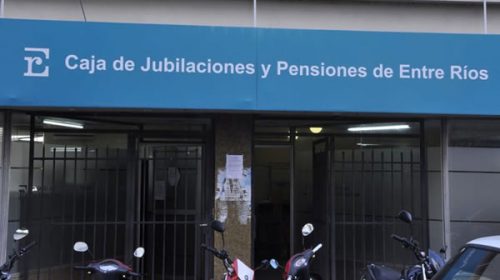 Caja de Jubilaciones y Pensiones de Entre Ríos